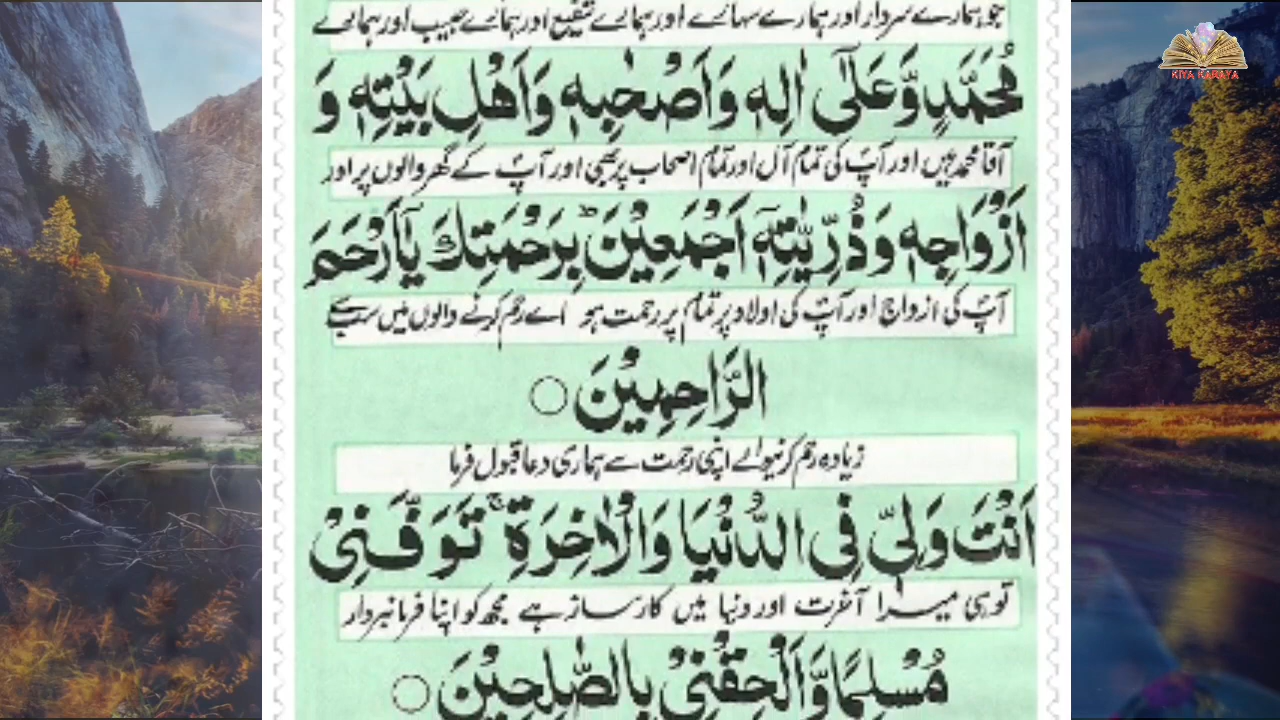 جو ہمارے سردار اور ہمارے سہارے اور ہمارے شفیع اور ہمارے حبیب اور ہمارے
مُحَمَّدٍ وَّعَلٰٓى اٰلِهٖ وَاَصْحٰبِهٖ وَاَهْلِ بَيْتِهٖ وَ
آقا محمدؐ ہیں اور آپؐ کی تمام آل اور تمام اصحاب پر بھی اور آپؐ کے گھر والوں پر اور
اَزْوَاجِهٖ وَذُرِّيّٰتِهٖٓ اَجْمَعِيْنَ ؕ بِرَحْمَتِكَ يَآ اَرْحَمَ
آپؐ کی ازواج اور آپؐ کی اولاد پر تمام پر رحمت ہو اے رحم کرنے والوں میں سب سے
الرَّاحِمِيْنَ ○
زیادہ رحم کرنیوالے اپنی رحمت سے ہماری دعا قبول فرما
اَنْتَ وَلِیّٖ فِی الدُّنْيَا وَالْاٰخِرَةِ ۚ تَوَفَّنِیْ
تو ہی میرا آخرت اور دنیا میں کارساز ہے مجھ کو اپنا فرمانبردار
مُسْلِمًا وَّاَلْحِقْنِیْ بِالصّٰلِحِيْنَ ○
KIYA KARAYA